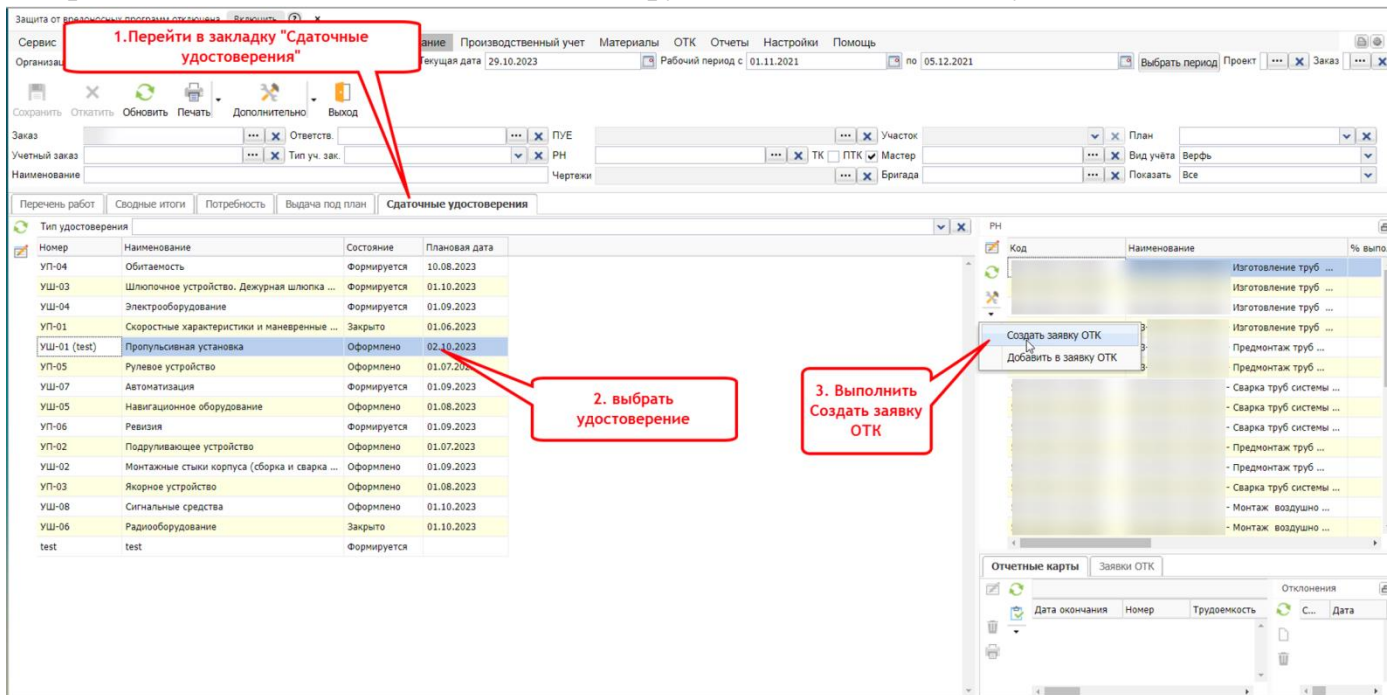 Защита от вредоносных программ отключена Включить ? x
1.Перейти в закладку "Сдаточные
удостоверения"
Сервис ание Производственный учет Материалы ОТК Отчеты Настройки Помощь
Организа Текущая дата 29.10.2023 Рабочий период с 01.11.2021 по 05.12.2021 Выбрать период Проект ... X Заказ ... X
Сохранить Откатить Обновить Печать Дополнительно Выход
Заказ ... X Ответств. ... X ПУЕ ... X Участок X План X
Учетный заказ ... X Тип уч. зак. X РН ... X ТК ПТК Мастер ... X Вид учёта Верфь
Наименование Чертежи ... X Бригада ... X Показать Все
Перечень работ Сводные итоги Потребность Выдача под план Сдаточные удостоверения
Тип удостоверения X РН
Номер Наименование Состояние Плановая дата Код Наименование % выпо.
УП-04 Обитаемость Формируется 10.08.2023 Изготовление труб ...
УШ-03 Шлюпочное устройство. Дежурная шлюпка ... Формируется 01.10.2023 Изготовление труб ...
УШ-04 Электрооборудование Формируется 01.09.2023 Изготовление труб ...
УП-01 Скоростные характеристики и маневренные ... Закрыто 01.06.2023 Изготовление труб ...
Создать заявку ОТК
УШ-01 (test) Пропульсивная установка Оформлено 02.10.2023 Предмонтаж труб ...
Добавить в заявку ОТК
УП-05 Рулевое устройство Оформлено 01.07.202 Предмонтаж труб ...
УШ-07 Автоматизация Формируется 01.09.2023 - Сварка труб системы ...
2. выбрать
удостоверение
3. Выполнить
Создать заявку
ОТК
УШ-05 Навигационное оборудование Оформлено 01.08.2023 - Сварка труб системы ...
УП-06 Ревизия Формируется 01.09.2023 - Сварка труб системы ...
УП-02 Подруливающее устройство Оформлено 01.07.2023 - Предмонтаж труб ...
УШ-02 Монтажные стыки корпуса (сборка и сварка ... Оформлено 01.09.2023 - Предмонтаж труб ...
УП-03 Якорное устройство Оформлено 01.08.2023 - Сварка труб системы ...
УШ-08 Сигнальные средства Оформлено 01.10.2023 - Монтаж воздушно ...
УШ-06 Радиооборудование Закрыто 01.10.2023 - Монтаж воздушно ...
test test Формируется
Отчетные карты Заявки ОТК
Отклонения
Дата окончания Номер Трудоемкость С... Дата